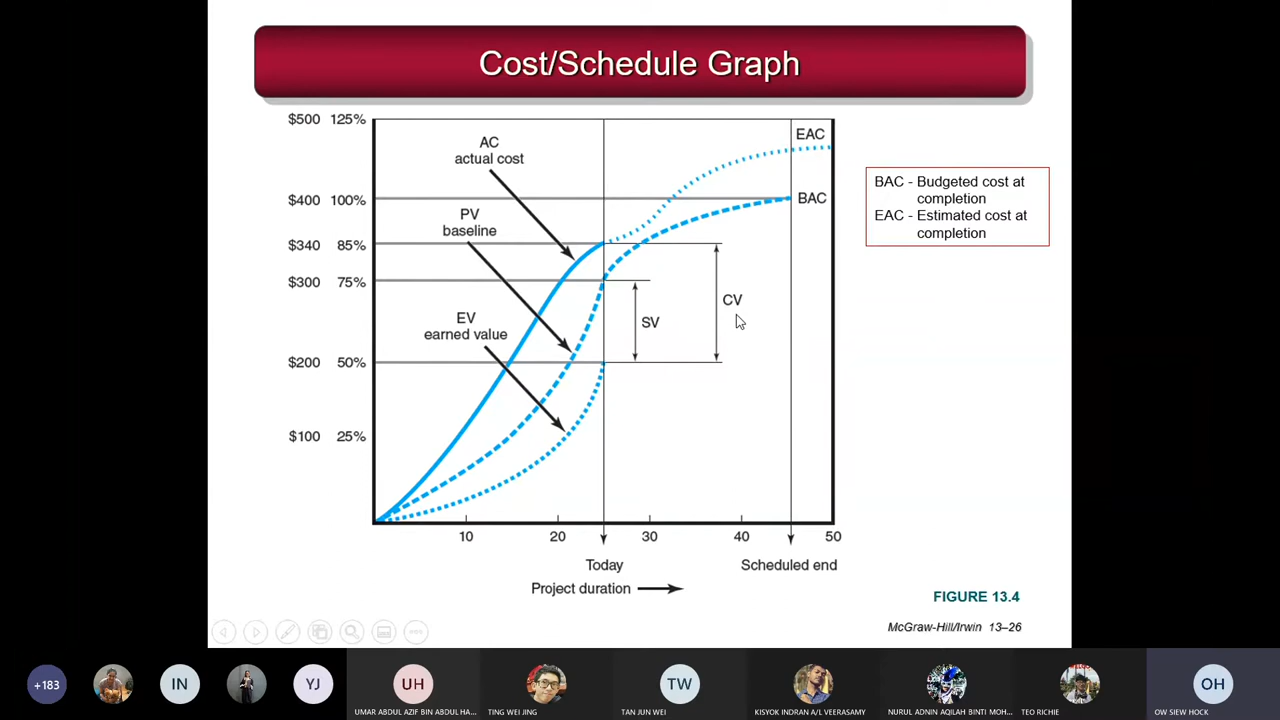 Cost/Schedule Graph
$500 125%
$400 100%
$340 85%
$300 75%
$200 50%
$100 25%
AC
actual cost
PV
baseline
EV
earned value
EAC
BAC
CV
SV
BAC - Budgeted cost at
completion
EAC - Estimated cost at
completion
10 20 30 40 50
Today
Scheduled end
Project duration
FIGURE 13.4
McGraw-Hill/Irwin 13–26
+183
IN
YJ
UH
UMAR ABDUL AZIF BIN ABDUL HA...
TING WEI JING
TW
TAN JUN WEI
KISYOK INDRAN A/L VEERASAMY
NURUL ADNIN AQILAH BINTI MOH...
TEO RICHIE
OH
OW SIEW HOCK